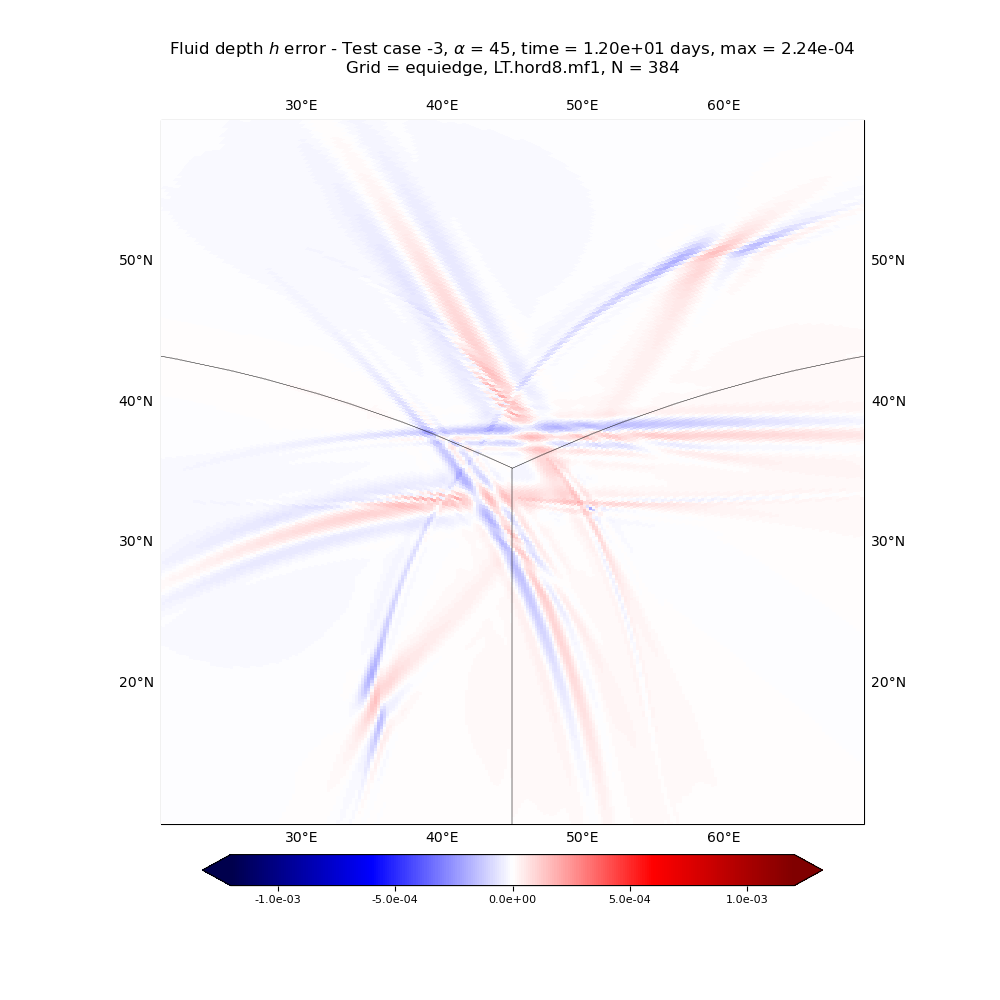 Fluid depth h error - Test case -3, α = 45, time = 1.20e+01 days, max = 2.24e-04
Grid = equiedge, LT.hord8.mf1, N = 384
30°E 40°E 50°E 60°E
50°N 50°N
40°N 40°N
30°N 30°N
20°N 20°N
30°E 40°E 50°E 60°E
-1.0e-03 -5.0e-04 0.0e+00 5.0e-04 1.0e-03